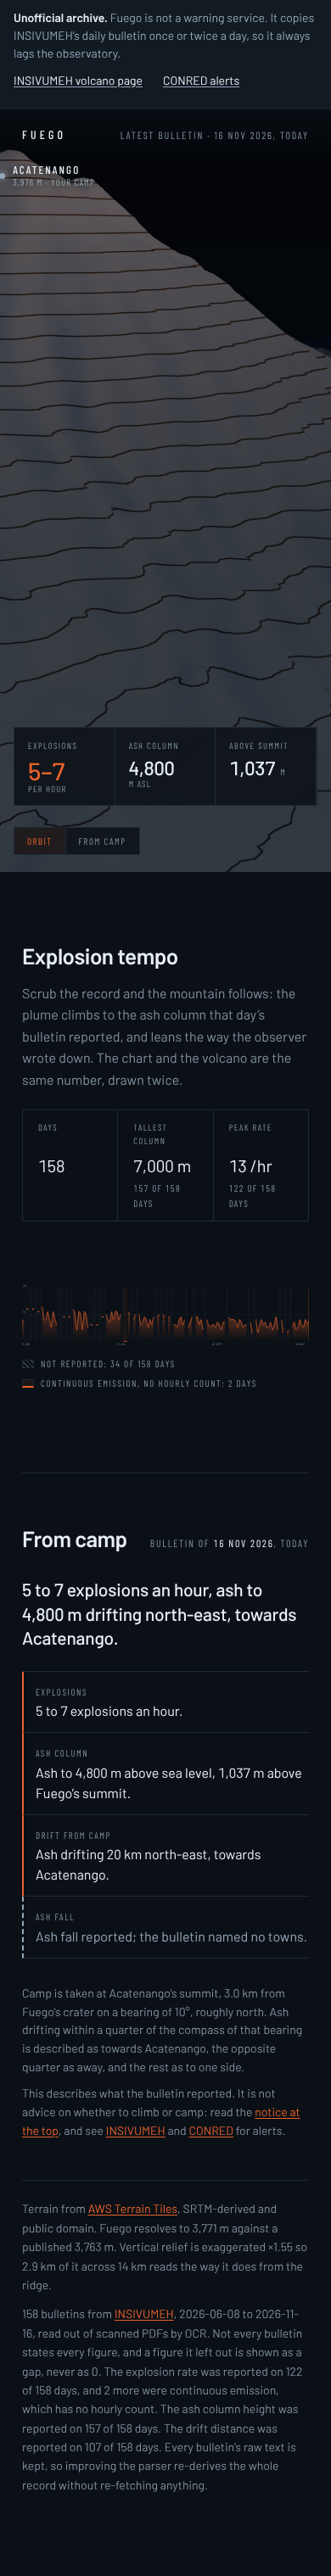 Unofficial archive. Fuego is not a warning service. It copies
INSIVUMEH's daily bulletin once or twice a day, so it always
lags the observatory.
INSIVUMEH volcano page CONRED alerts
FUEGO LATEST BULLETIN · 16 NOV 2026, TODAY
ACATENANGO
3,976 M · YOUR CAMP
EXPLOSIONS ASH COLUMN ABOVE SUMMIT
5–7 4,800 1,037 M
PER HOUR M ASL
ORBIT FROM CAMP
Explosion tempo
Scrub the record and the mountain follows: the
plume climbs to the ash column that day's
bulletin reported, and leans the way the observer
wrote down. The chart and the volcano are the
same number, drawn twice.
DAYS TALLEST COLUMN PEAK RATE
158 7,000 m 13 /hr
157 OF 158 DAYS 122 OF 158 DAYS
NOT REPORTED: 34 OF 158 DAYS
CONTINUOUS EMISSION, NO HOURLY COUNT: 2 DAYS
From camp BULLETIN OF 16 NOV 2026, TODAY
5 to 7 explosions an hour, ash to
4,800 m drifting north-east, towards
Acatenango.
EXPLOSIONS
5 to 7 explosions an hour.
ASH COLUMN
Ash to 4,800 m above sea level, 1,037 m above
Fuego's summit.
DRIFT FROM CAMP
Ash drifting 20 km north-east, towards
Acatenango.
ASH FALL
Ash fall reported; the bulletin named no towns.
Camp is taken at Acatenango's summit, 3.0 km from
Fuego's crater on a bearing of 10°, roughly north. Ash
drifting within a quarter of the compass of that bearing
is described as towards Acatenango, the opposite
quarter as away, and the rest as to one side.
This describes what the bulletin reported. It is not
advice on whether to climb or camp: read the notice at
the top, and see INSIVUMEH and CONRED for alerts.
Terrain from AWS Terrain Tiles, SRTM-derived and
public domain. Fuego resolves to 3,771 m against a
published 3,763 m. Vertical relief is exaggerated ×1.55 so
2.9 km of it across 14 km reads the way it does from the
ridge.
158 bulletins from INSIVUMEH, 2026-06-08 to 2026-11-
16, read out of scanned PDFs by OCR. Not every bulletin
states every figure, and a figure it left out is shown as a
gap, never as 0. The explosion rate was reported on 122
of 158 days, and 2 more were continuous emission,
which has no hourly count. The ash column height was
reported on 157 of 158 days. The drift distance was
reported on 107 of 158 days. Every bulletin's raw text is
kept, so improving the parser re-derives the whole
record without re-fetching anything.